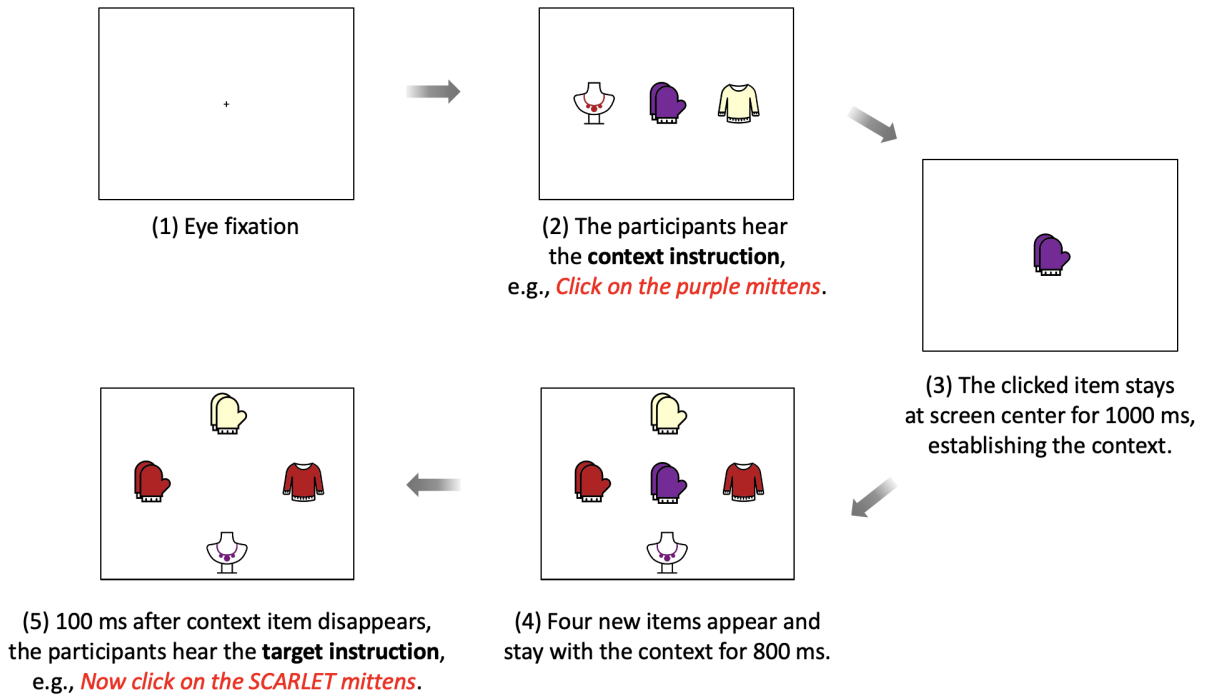 (1) Eye fixation
(2) The participants hear
the context instruction,
e.g., Click on the purple mittens.
(3) The clicked item stays
at screen center for 1000 ms,
establishing the context.
(4) Four new items appear and
stay with the context for 800 ms.
(5) 100 ms after context item disappears,
the participants hear the target instruction,
e.g., Now click on the SCARLET mittens.